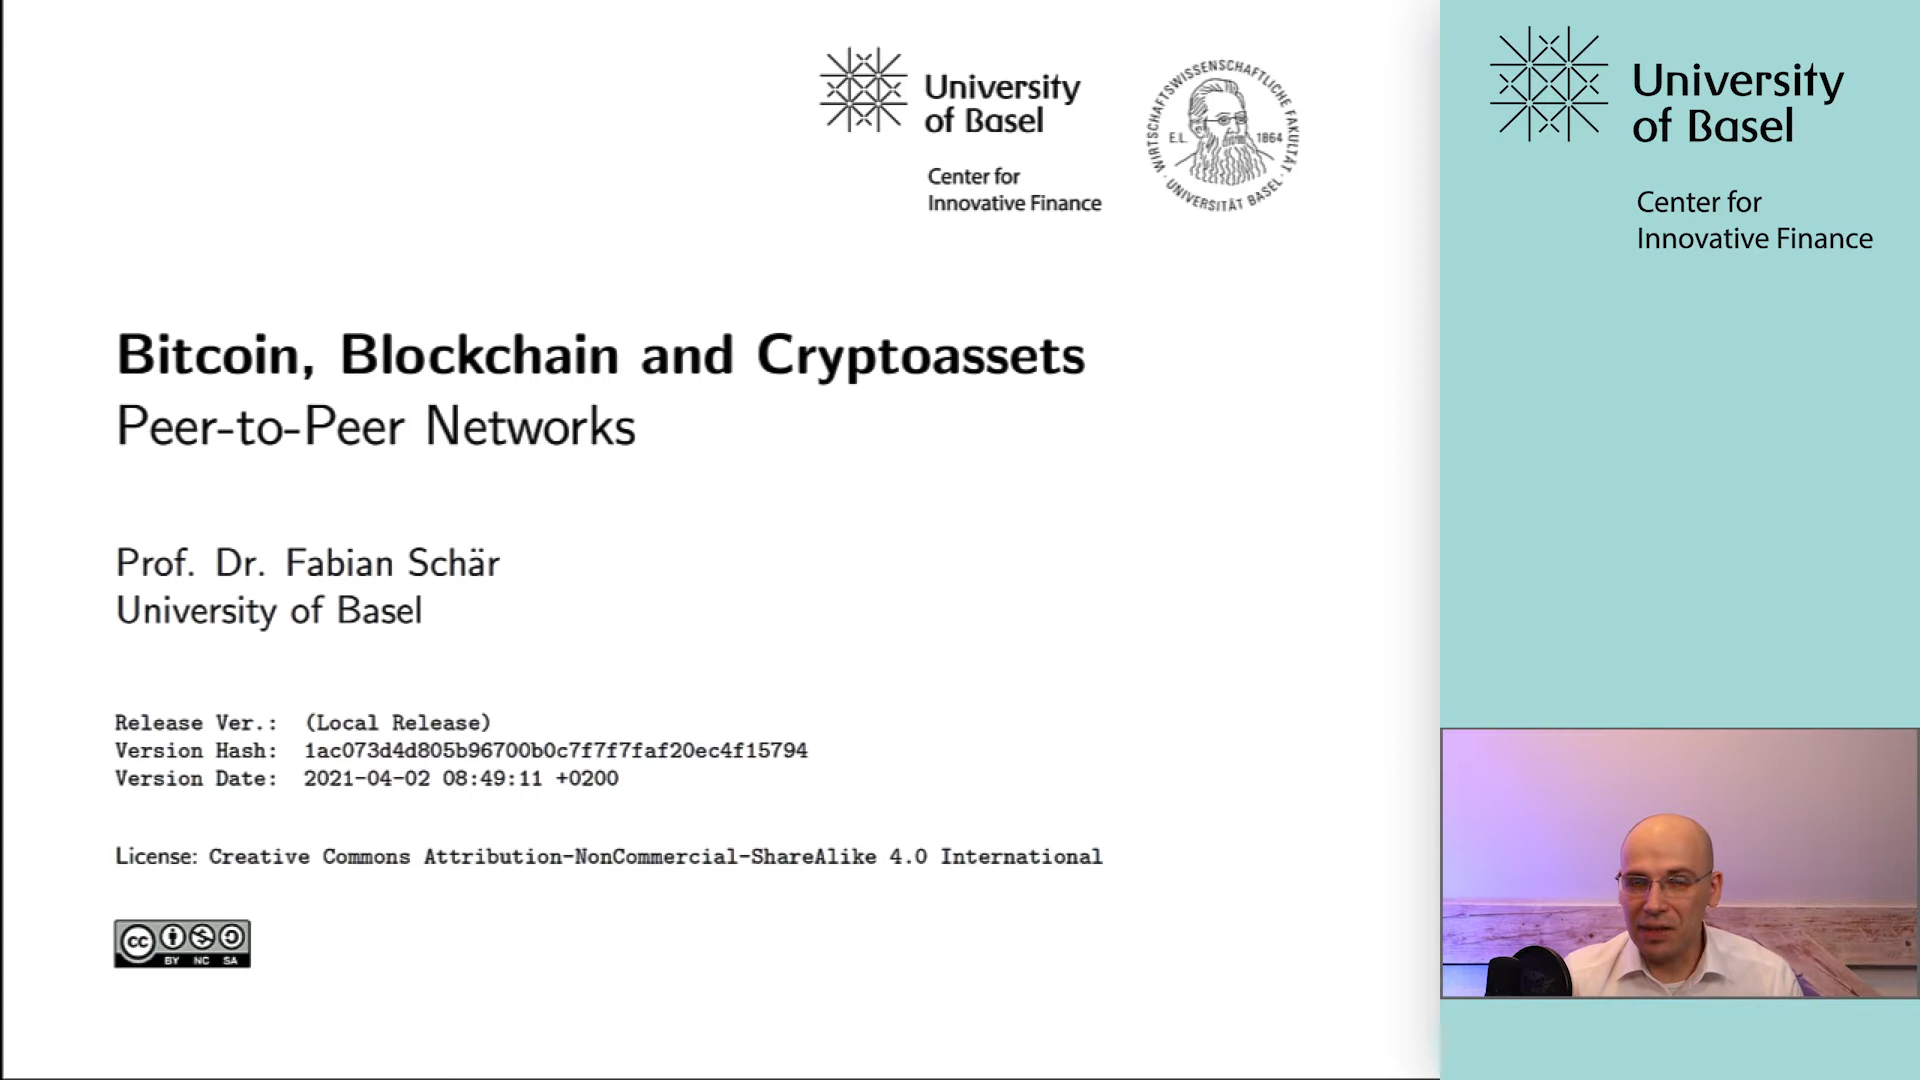 University
of Basel
Center for
Innovative Finance
WIRTSCHAFTSWISSENSCHAFTLICHE FAKULTÄT · UNIVERSITÄT BASEL ·
E.L. 1864
Bitcoin, Blockchain and Cryptoassets
Peer-to-Peer Networks
Prof. Dr. Fabian Schär
University of Basel
Release Ver.: (Local Release)
Version Hash: 1ac073d4d805b96700b0c7f7f7faf20ec4f15794
Version Date: 2021-04-02 08:49:11 +0200
License: Creative Commons Attribution-NonCommercial-ShareAlike 4.0 International
cc BY NC SA
University
of Basel
Center for
Innovative Finance